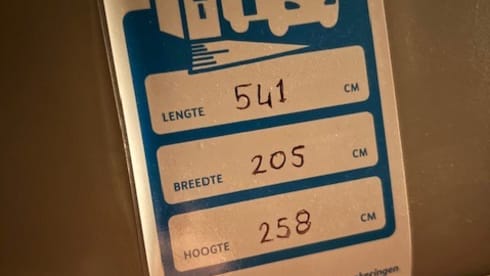 LENGTE 541 CM
BREEDTE 205 CM
HOOGTE 258 CM